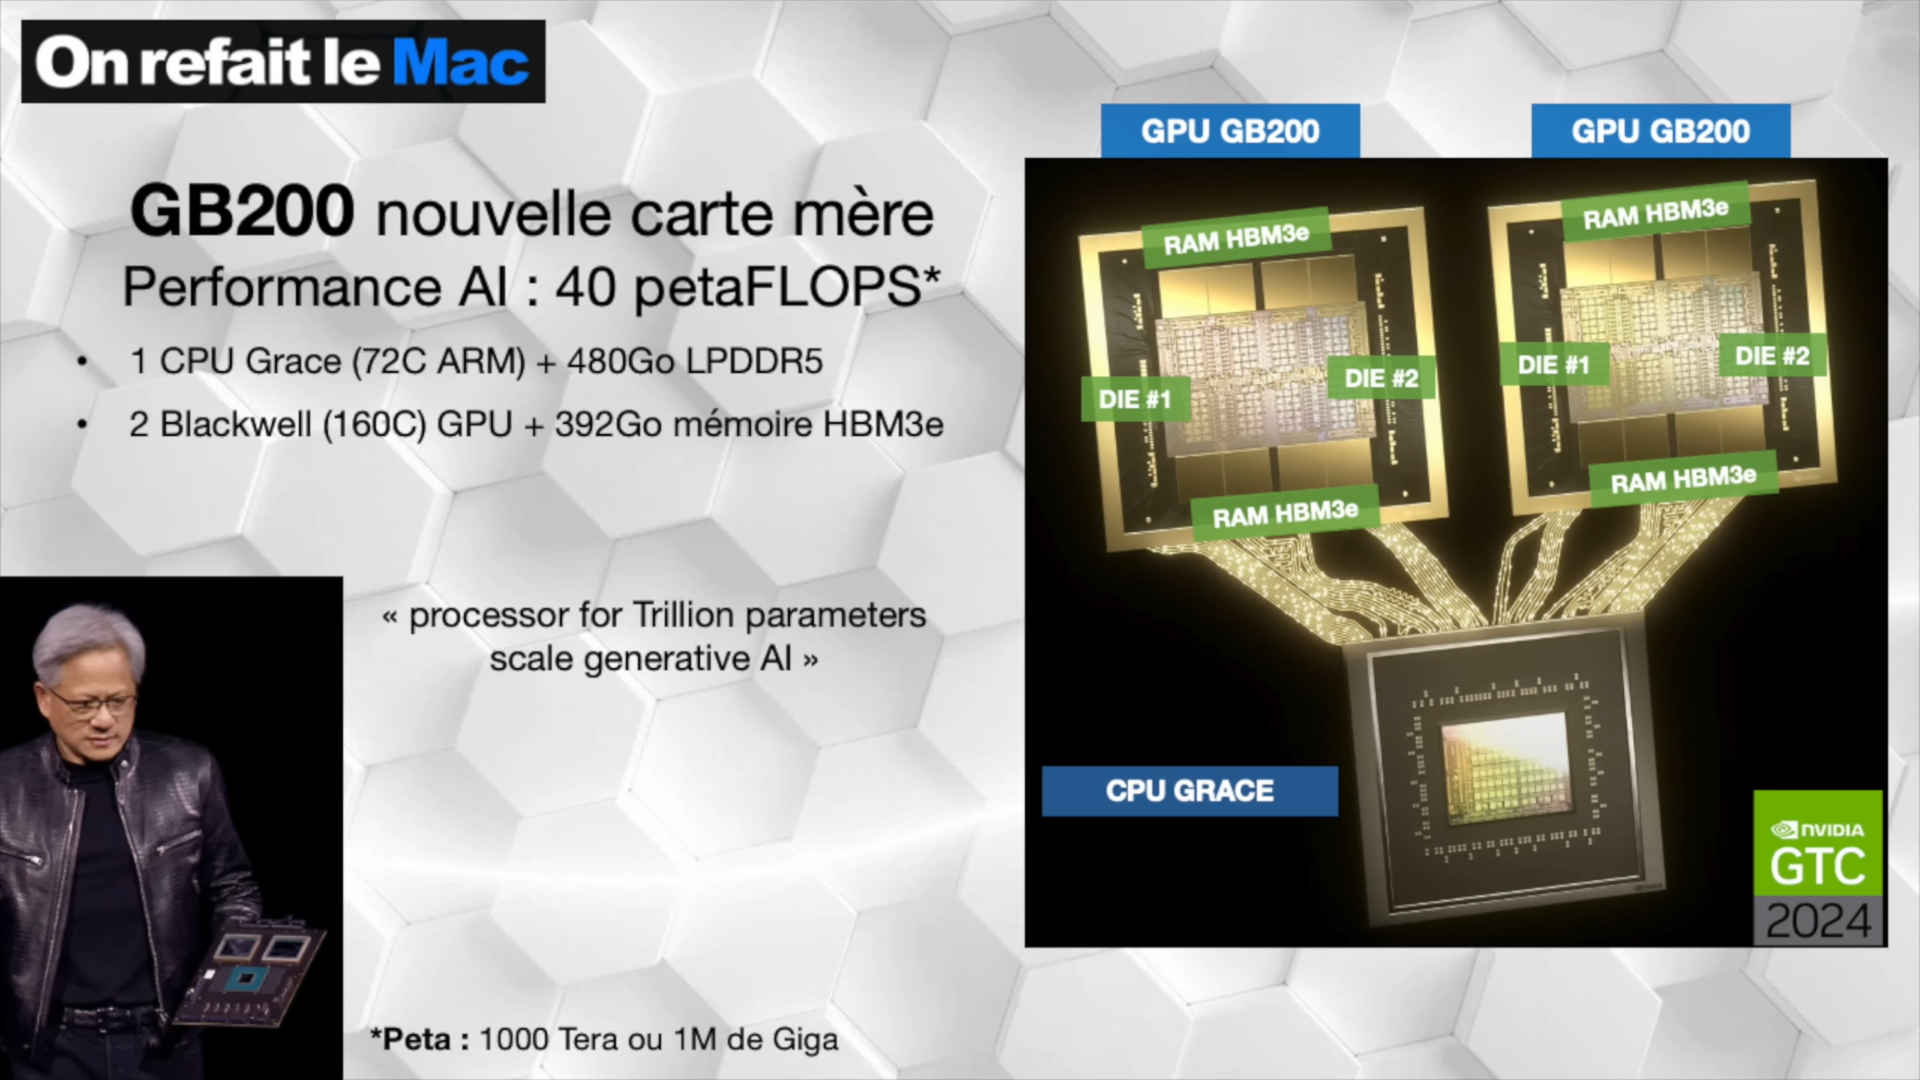 On refait le Mac
GB200 nouvelle carte mère
Performance AI : 40 petaFLOPS*
• 1 CPU Grace (72C ARM) + 480Go LPDDR5
• 2 Blackwell (160C) GPU + 392Go mémoire HBM3e
« processor for Trillion parameters
scale generative AI »
*Peta : 1000 Tera ou 1M de Giga
GPU GB200
GPU GB200
RAM HBM3e
RAM HBM3e
DIE #1
DIE #2
DIE #1
DIE #2
RAM HBM3e
RAM HBM3e
CPU GRACE
NVIDIA
GTC
2024